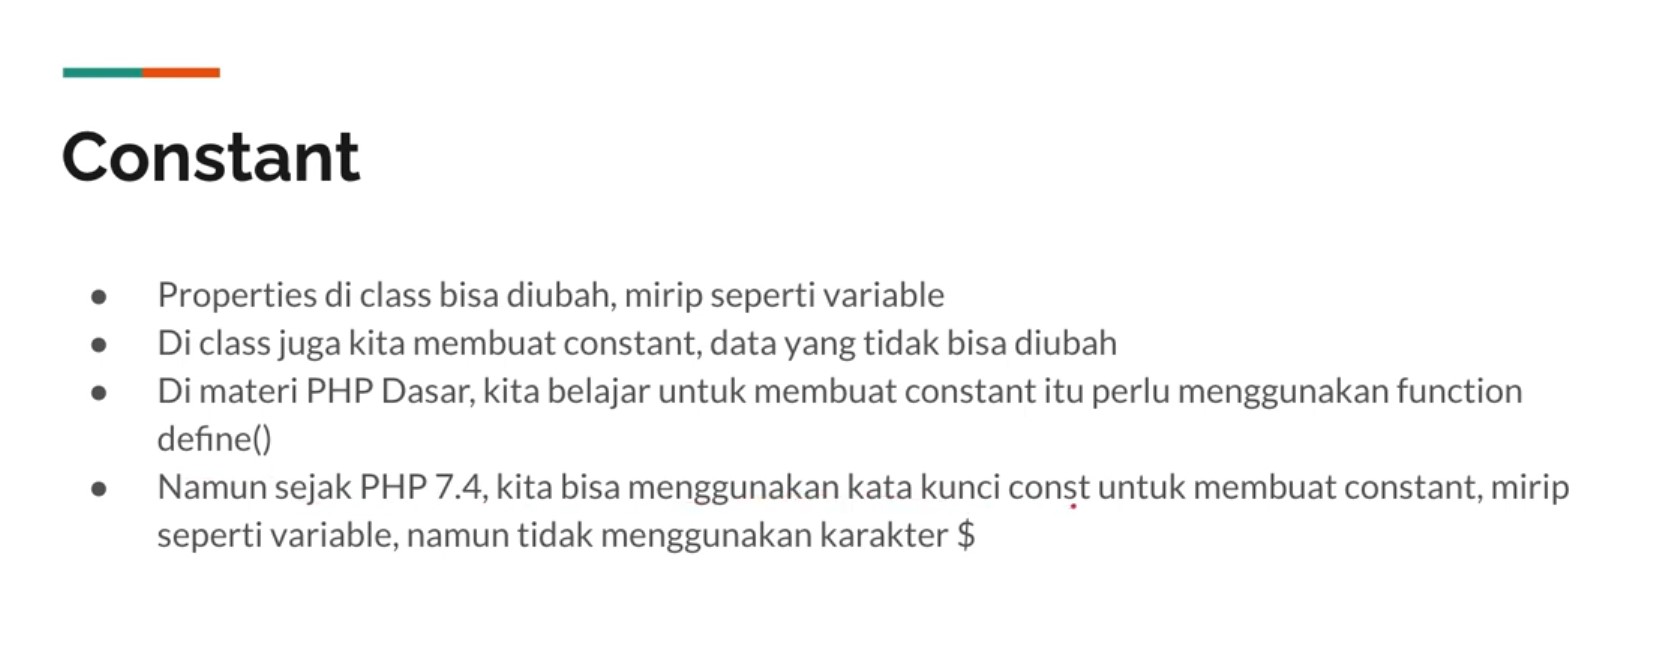 Constant
● Properties di class bisa diubah, mirip seperti variable
● Di class juga kita membuat constant, data yang tidak bisa diubah
● Di materi PHP Dasar, kita belajar untuk membuat constant itu perlu menggunakan function
define()
● Namun sejak PHP 7.4, kita bisa menggunakan kata kunci const untuk membuat constant, mirip
seperti variable, namun tidak menggunakan karakter $